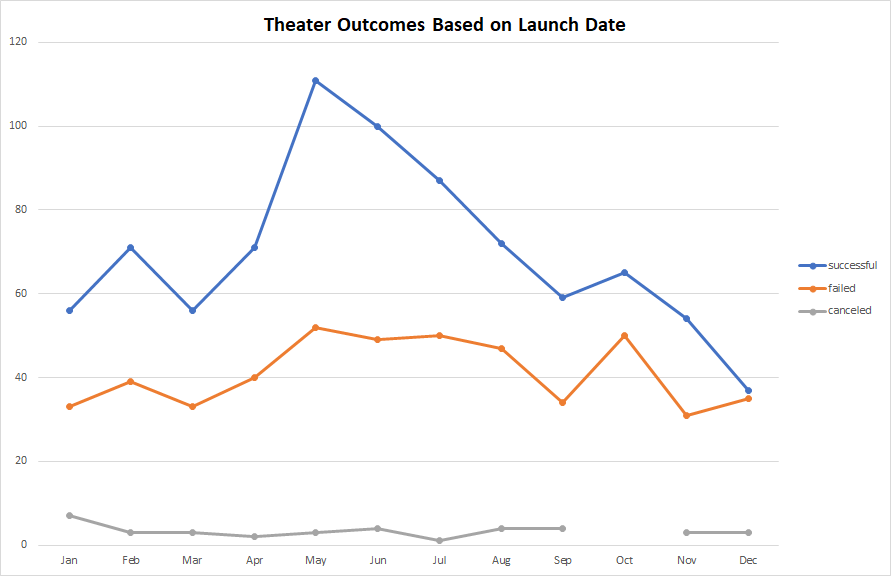 Theater Outcomes Based on Launch Date
120
100
80
60
40
20
0
Jan Feb Mar Apr May Jun Jul Aug Sep Oct Nov Dec
successful
failed
canceled